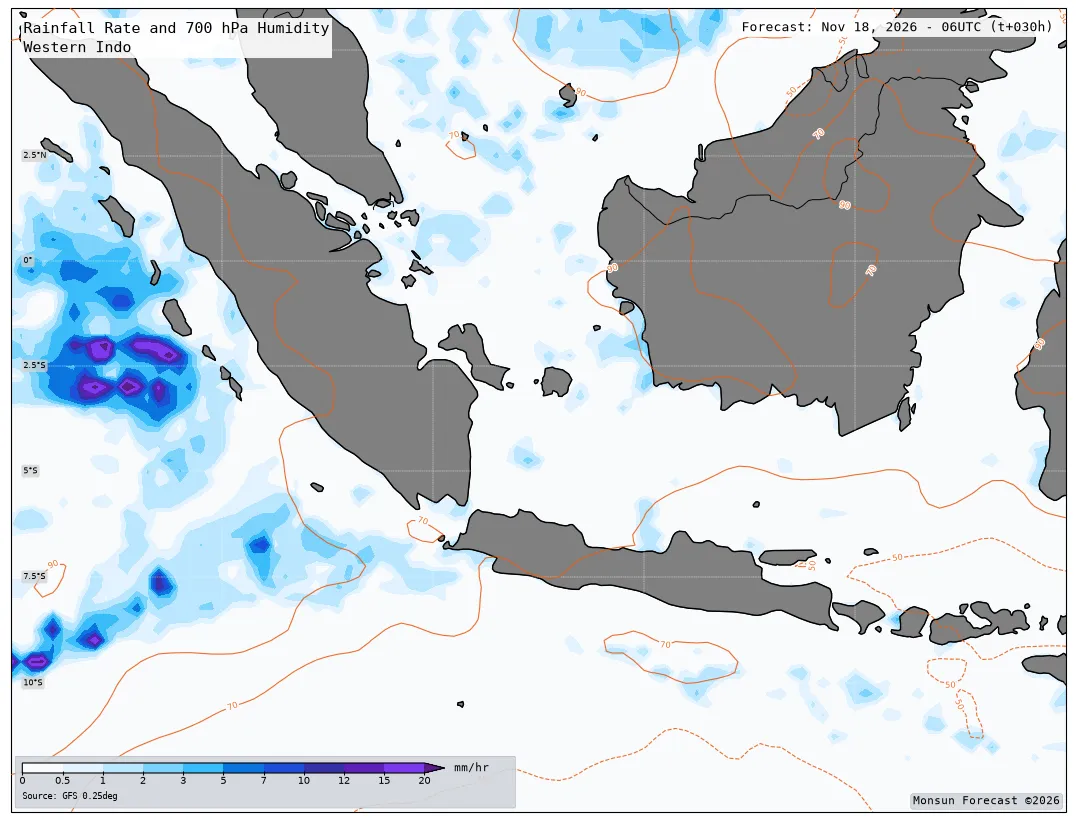 Rainfall Rate and 700 hPa Humidity
Western Indo
Forecast: Nov 18, 2026 - 06UTC (t+030h)
50
90
50
70
70
2.5°N
90
0°
90
70
90
2.5°S
5°S
70
50
90
50
7.5°S
70
50
10°S
50
70
mm/hr
0 0.5 1 2 3 5 7 10 12 15 20
Source: GFS 0.25deg
Monsun Forecast ©2026